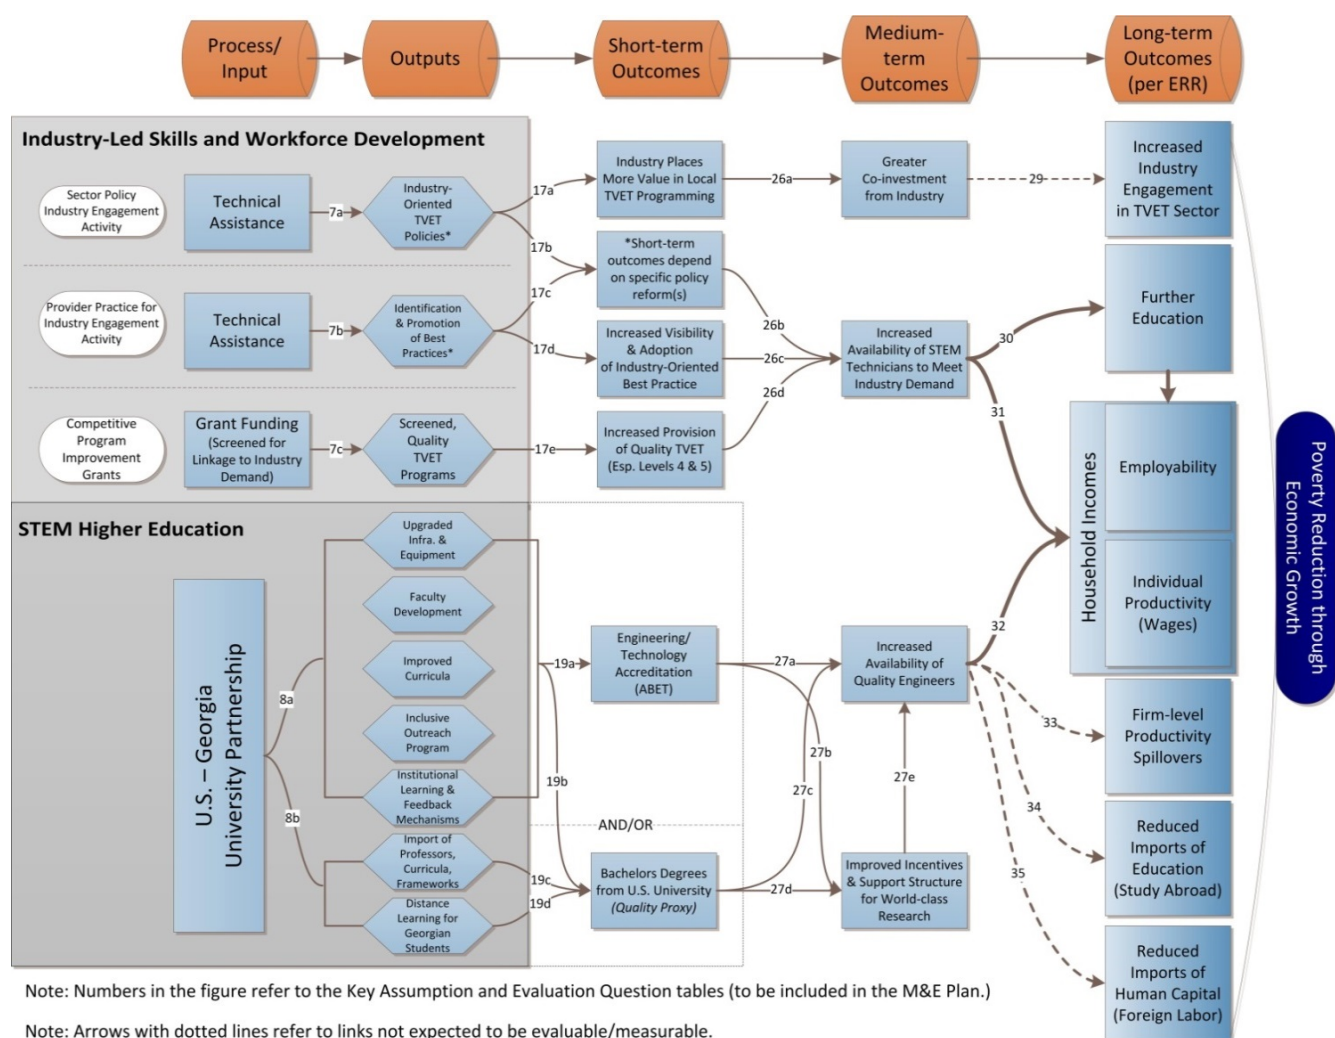 Process/
Input
Outputs
Short-term
Outcomes
Medium-
term
Outcomes
Long-term
Outcomes
(per ERR)
Industry-Led Skills and Workforce Development
Sector Policy
Industry Engagement
Activity
Technical
Assistance
7a
Industry-
Oriented
TVET
Policies*
17a
17b
Industry Places
More Value in Local
TVET Programming
26a
Greater
Co-investment
from Industry
29
Increased
Industry
Engagement
in TVET Sector
Provider Practice for
Industry Engagement
Activity
Technical
Assistance
7b
Identification
& Promotion
of Best
Practices*
17c
17d
*Short-term
outcomes depend
on specific policy
reform(s)
26b
Increased Visibility
& Adoption
of Industry-Oriented
Best Practice
26c
26d
Increased
Availability of STEM
Technicians to Meet
Industry Demand
30
31
Further
Education
Competitive
Program
Improvement
Grants
Grant Funding
(Screened for
Linkage to Industry
Demand)
7c
Screened,
Quality
TVET
Programs
17e
Increased Provision
of Quality TVET
(Esp. Levels 4 & 5)
Household Incomes
Employability
Individual
Productivity
(Wages)
Poverty Reduction through
Economic Growth
STEM Higher Education
U.S. – Georgia
University Partnership
8a
8b
Upgraded
Infra. &
Equipment
Faculty
Development
Improved
Curricula
Inclusive
Outreach
Program
Institutional
Learning &
Feedback
Mechanisms
Import of
Professors,
Curricula,
Frameworks
Distance
Learning for
Georgian
Students
19a
19b
19c
19d
Engineering/
Technology
Accreditation
(ABET)
AND/OR
Bachelors Degrees
from U.S. University
(Quality Proxy)
27a
27b
27c
27d
27e
Increased
Availability of
Quality Engineers
Improved Incentives
& Support Structure
for World-class
Research
32
33
34
35
Firm-level
Productivity
Spillovers
Reduced
Imports of
Education
(Study Abroad)
Reduced
Imports of
Human Capital
(Foreign Labor)
Note: Numbers in the figure refer to the Key Assumption and Evaluation Question tables (to be included in the M&E Plan.)
Note: Arrows with dotted lines refer to links not expected to be evaluable/measurable.